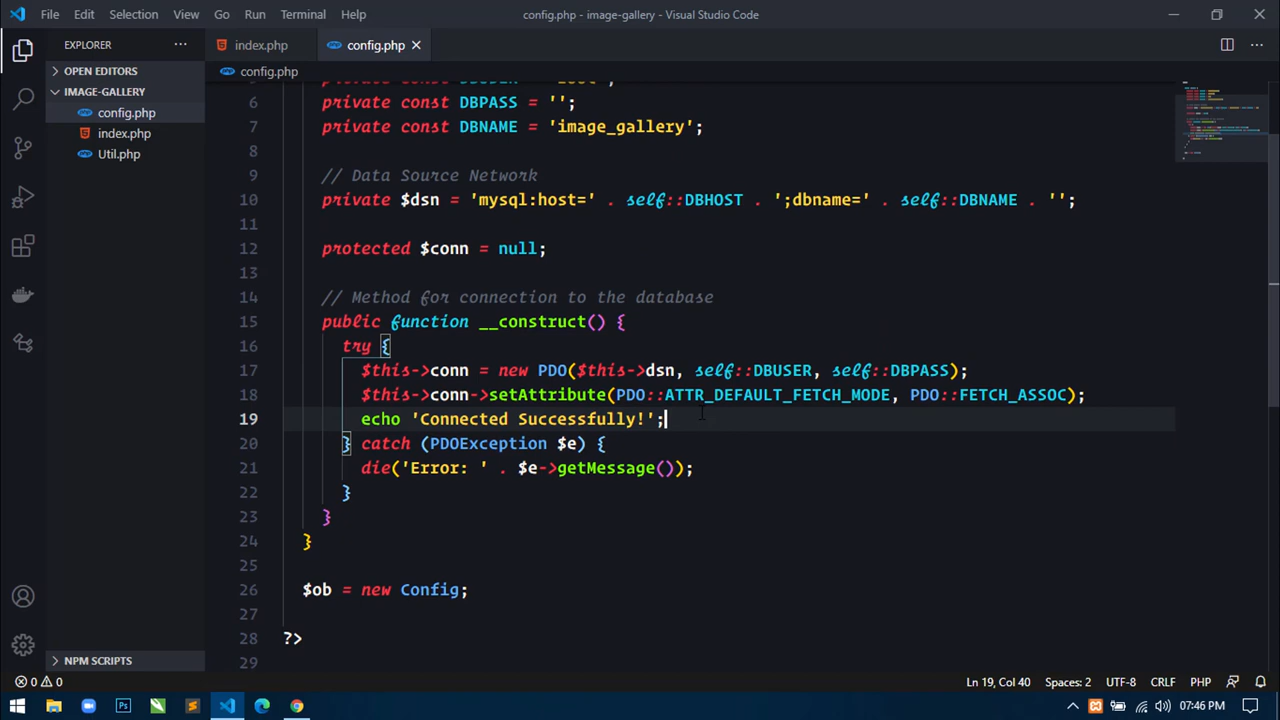 File Edit Selection View Go Run Terminal Help
config.php - image-gallery - Visual Studio Code
EXPLORER
OPEN EDITORS
IMAGE-GALLERY
config.php
index.php
Util.php
NPM SCRIPTS
index.php config.php
config.php
6 private const DBPASS = '';
7 private const DBNAME = 'image_gallery';
8
9 // Data Source Network
10 private $dsn = 'mysql:host=' . self::DBHOST . ';dbname=' . self::DBNAME . '';
11
12 protected $conn = null;
13
14 // Method for connection to the database
15 public function __construct() {
16 try {
17 $this->conn = new PDO($this->dsn, self::DBUSER, self::DBPASS);
18 $this->conn->setAttribute(PDO::ATTR_DEFAULT_FETCH_MODE, PDO::FETCH_ASSOC);
19 echo 'Connected Successfully!';
20 } catch (PDOException $e) {
21 die('Error: ' . $e->getMessage());
22 }
23 }
24 }
25
26 $ob = new Config;
27
28 ?>
29
0 0 Ln 19, Col 40 Spaces: 2 UTF-8 CRLF PHP
Ps 07:46 PM